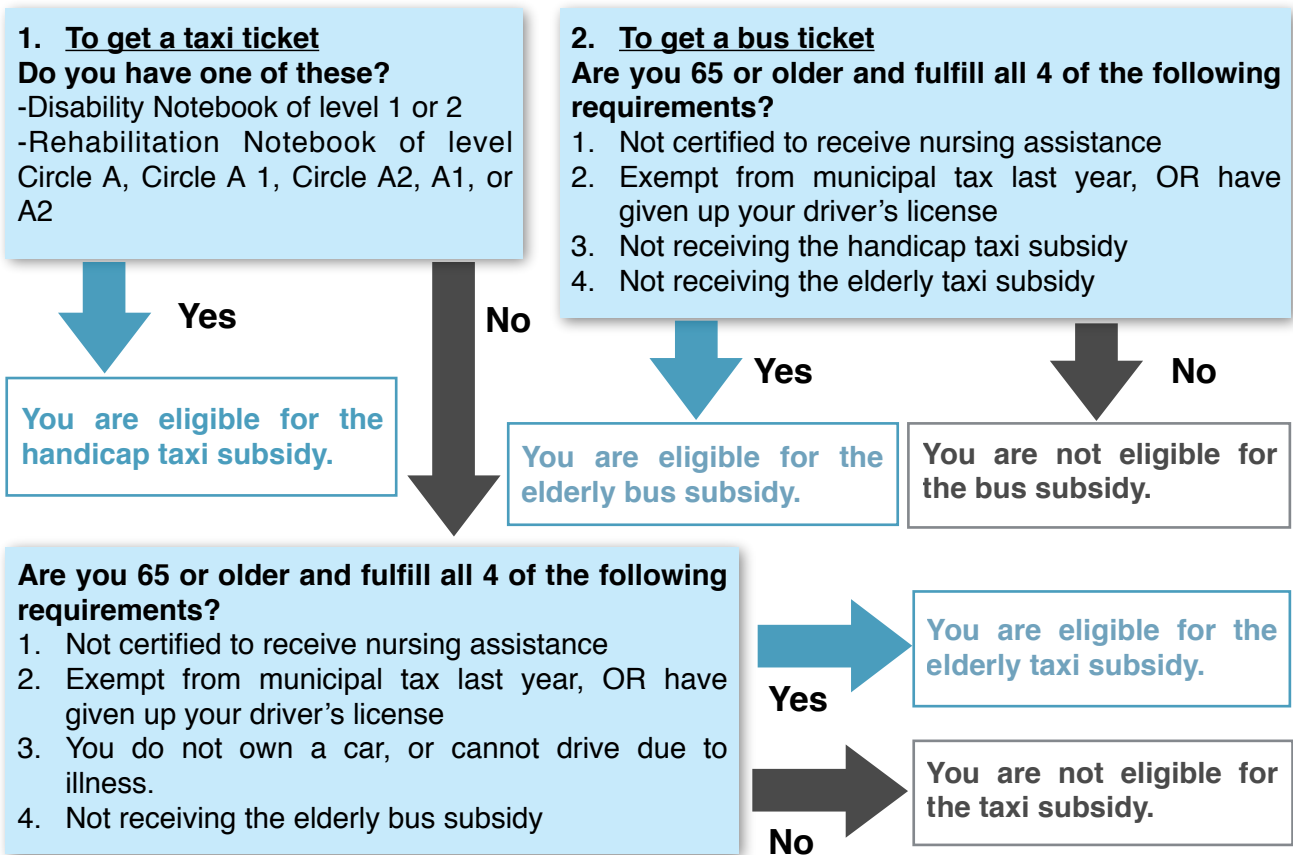 1. To get a taxi ticket
Do you have one of these?
-Disability Notebook of level 1 or 2
-Rehabilitation Notebook of level
Circle A, Circle A 1, Circle A2, A1, or
A2
Yes
No
You are eligible for the
handicap taxi subsidy.
2. To get a bus ticket
Are you 65 or older and fulfill all 4 of the following
requirements?
1. Not certified to receive nursing assistance
2. Exempt from municipal tax last year, OR have
given up your driver's license
3. Not receiving the handicap taxi subsidy
4. Not receiving the elderly taxi subsidy
Yes
No
You are eligible for the
elderly bus subsidy.
You are not eligible for
the bus subsidy.
Are you 65 or older and fulfill all 4 of the following
requirements?
1. Not certified to receive nursing assistance
2. Exempt from municipal tax last year, OR have
given up your driver's license
3. You do not own a car, or cannot drive due to
illness.
4. Not receiving the elderly bus subsidy
Yes
You are eligible for the
elderly taxi subsidy.
No
You are not eligible for
the taxi subsidy.